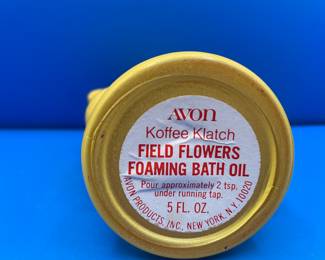 AVON
Koffee Klatch
FIELD FLOWERS
FOAMING BATH OIL
Pour approximately 2 tsp.
under running tap.
5 FL. OZ.
AVON PRODUCTS, INC., NEW YORK, N.Y. 10020